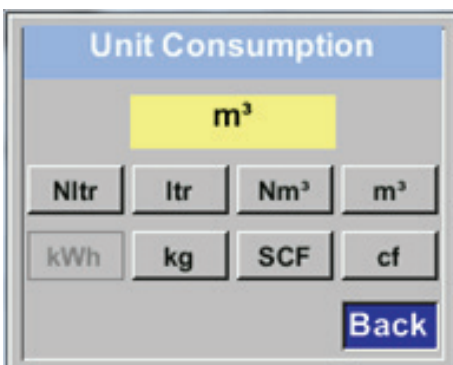 Unit Consumption
m³
Nltr ltr Nm³ m³
kWh kg SCF cf
Back